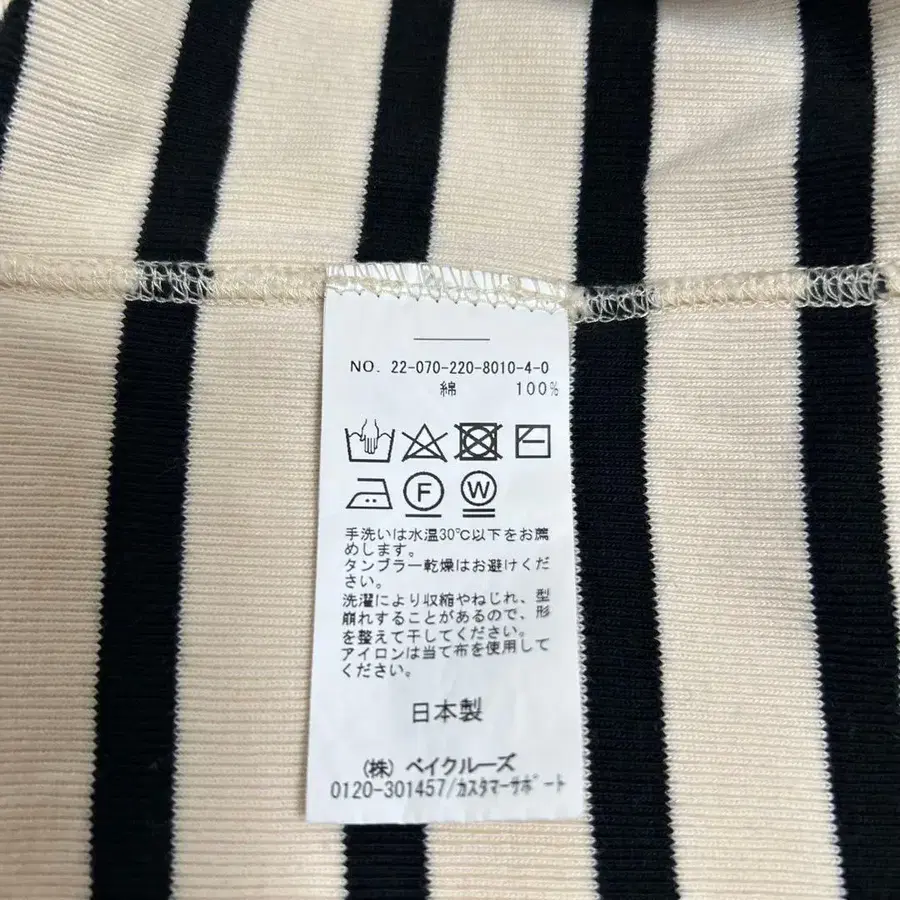 NO. 22-070-220-8010-4-0
綿 100%
F W
手洗いは水温30℃以下をお薦
めします。
タンブラー乾燥はお避けくだ
さい。
洗濯により収縮やねじれ、型
崩れすることがあるので、形
を整えて干してください。
アイロンは当て布を使用して
ください。
日本製
(株) ベイクルーズ
0120-301457/カスタマーサポート